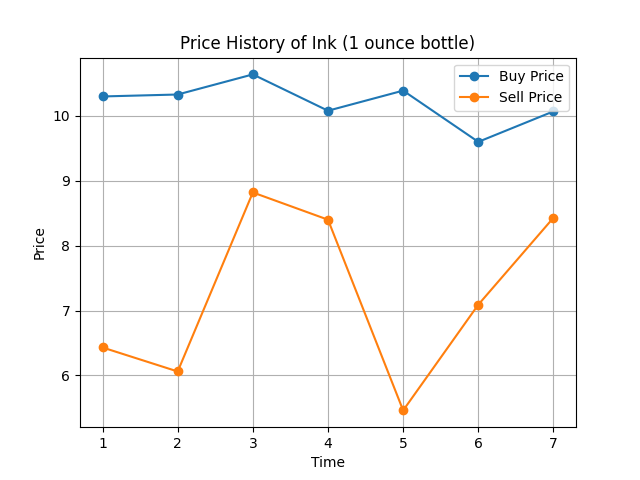 Price History of Ink (1 ounce bottle)
Buy Price
Sell Price
Price
10
9
8
7
6
1 2 3 4 5 6 7
Time